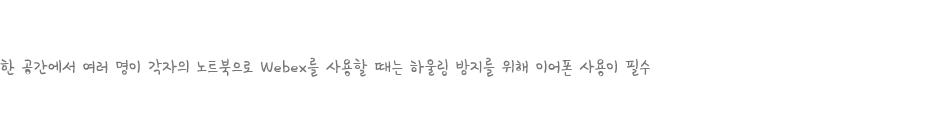 한 공간에서 여러 명이 각자의 노트북으로 Webex를 사용할 때는 하울링 방지를 위해 이어폰 사용이 필수